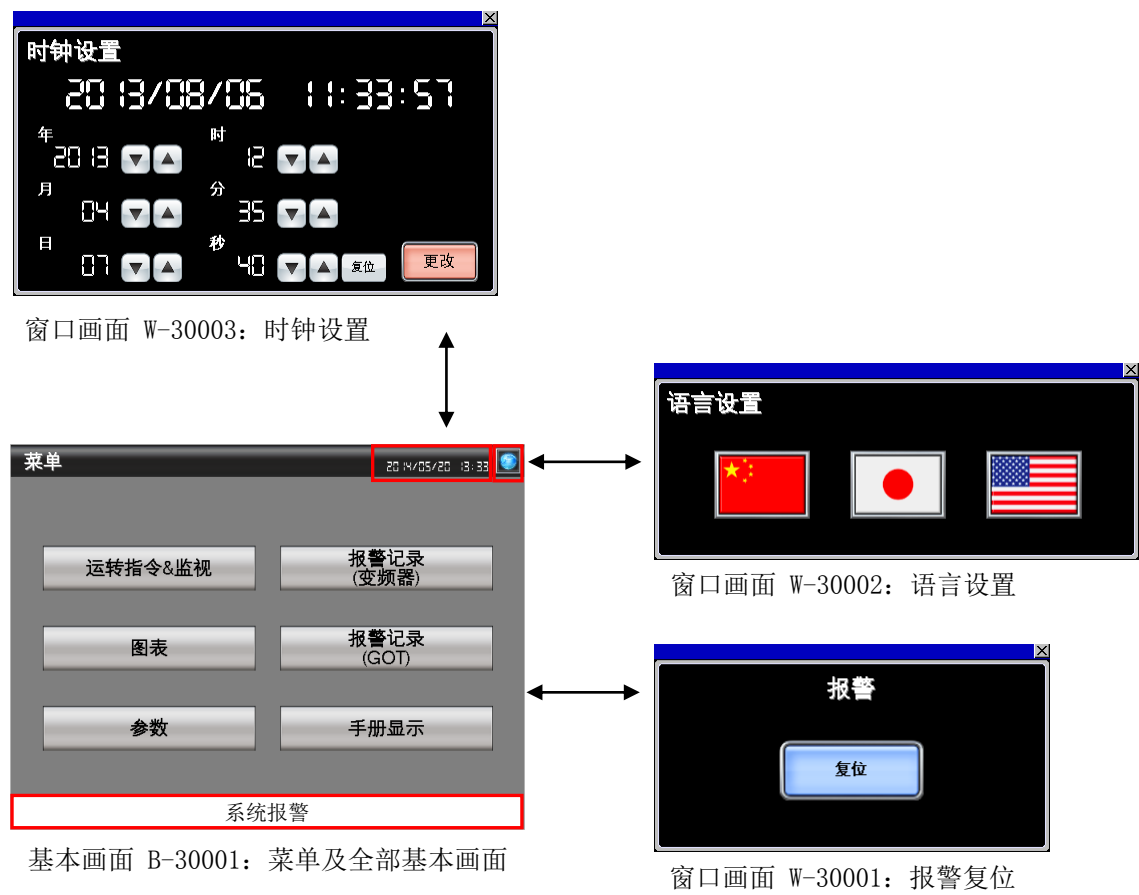 时钟设置
2013/08/06 11:33:57
年 时
2013 ▼ ▲ 12 ▼ ▲
月 分
04 ▼ ▲ 35 ▼ ▲
日 秒
07 ▼ ▲ 40 ▼ ▲ 复位 更改
窗口画面 W-30003：时钟设置
语言设置
窗口画面 W-30002：语言设置
菜单 2014/05/20 13:33
运转指令&监视
报警记录
(变频器)
图表
报警记录
(GOT)
参数
手册显示
系统报警
基本画面 B-30001：菜单及全部基本画面
报警
复位
窗口画面 W-30001：报警复位